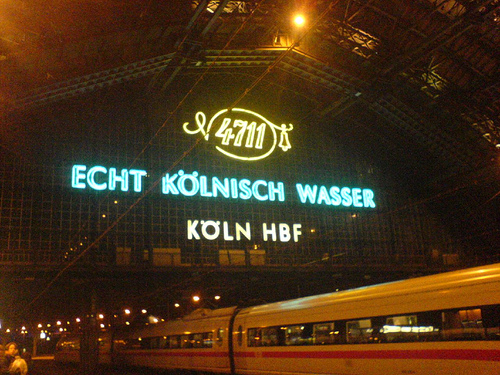 4711
ECHT KÖLNISCH WASSER
KÖLN HBF